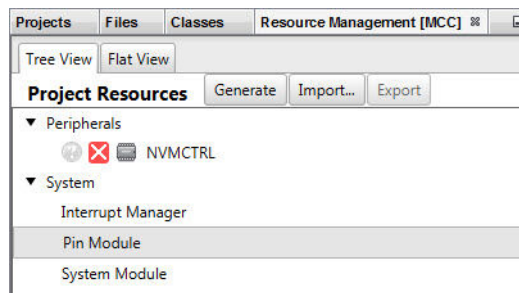 Projects Files Classes Resource Management [MCC]
Tree View Flat View
Project Resources Generate Import... Export
Peripherals
NVMCTRL
System
Interrupt Manager
Pin Module
System Module